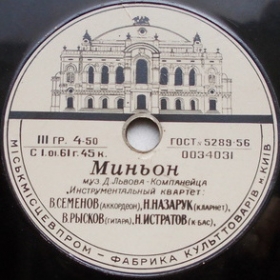 III ГР. 4-50
ГОСТ 5289-56
С I. 01. 61 г. 45 к.
0034031
Миньон
муз. Д. Львова-Компанейца
Инструментальный квартет:
В. СЕМЕНОВ (аккордеон), Н. НАЗАРУК (кларнет),
В. РЫСКОВ (гитара), Н. ИСТРАТОВ (к. бас)
МІСЬКМІСЦЕВПРОМ – ФАБРИКА КУЛЬТТОВАРІВ – КИЇВ